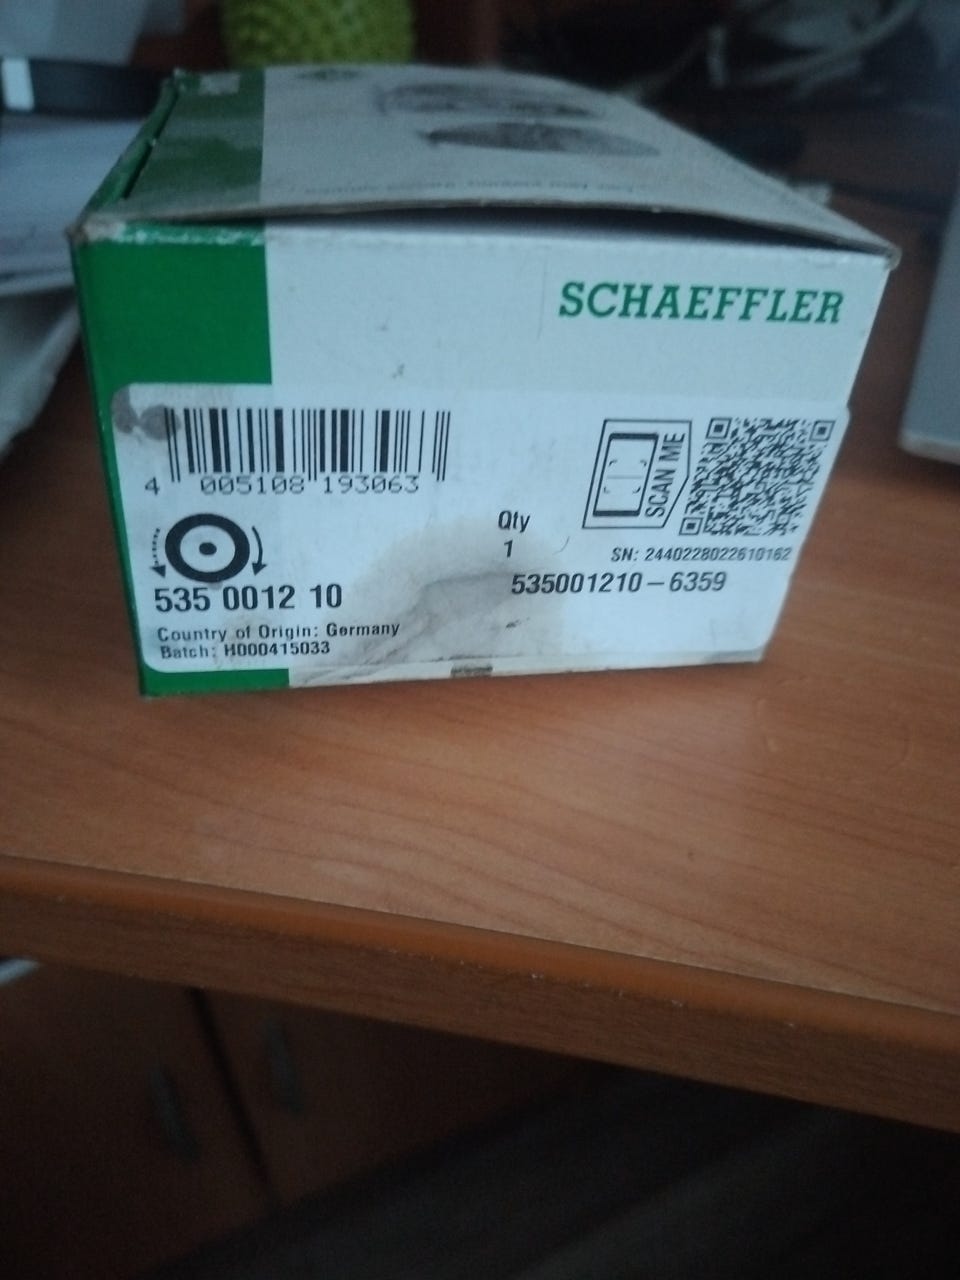 SCHAEFFLER
4 005108 193063
SCAN ME
Qty
1
SN: 2440228022610162
535 0012 10
535001210-6359
Country of Origin: Germany
Batch: H000415033